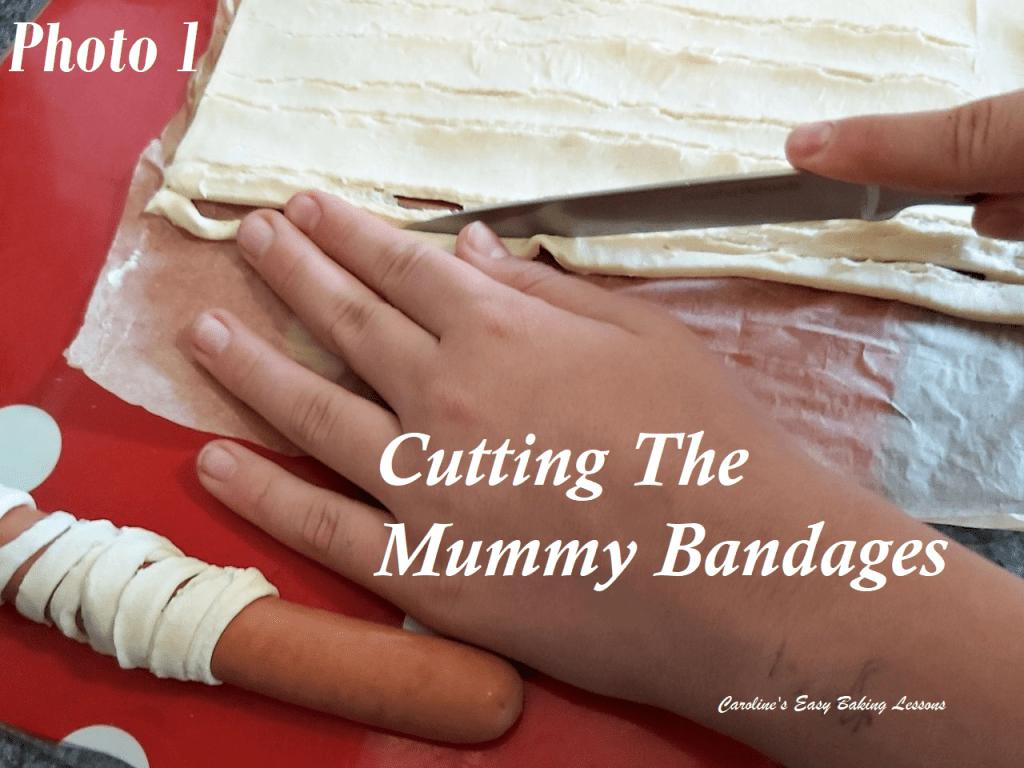 Photo 1
Cutting The
Mummy Bandages
Caroline's Easy Baking Lessons